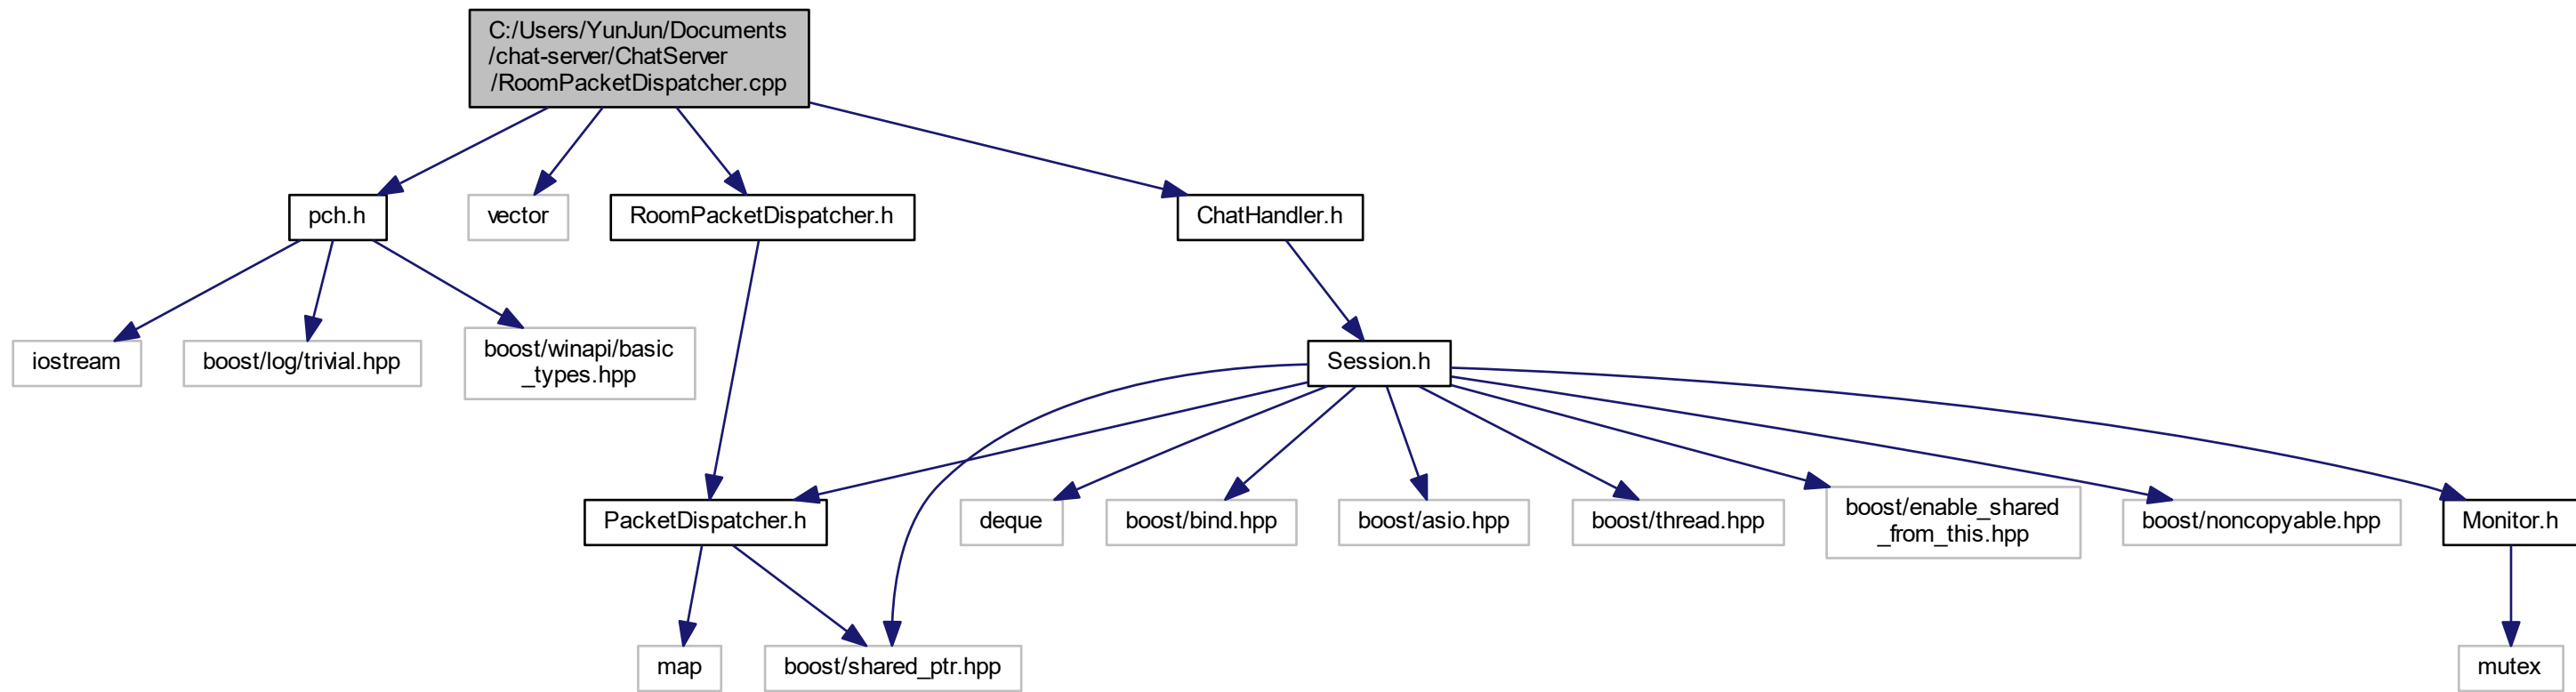 C:/Users/YunJun/Documents
/chat-server/ChatServer
/RoomPacketDispatcher.cpp
pch.h
vector
RoomPacketDispatcher.h
ChatHandler.h
iostream
boost/log/trivial.hpp
boost/winapi/basic
_types.hpp
Session.h
PacketDispatcher.h
deque
boost/bind.hpp
boost/asio.hpp
boost/thread.hpp
boost/enable_shared
_from_this.hpp
boost/noncopyable.hpp
Monitor.h
map
boost/shared_ptr.hpp
mutex